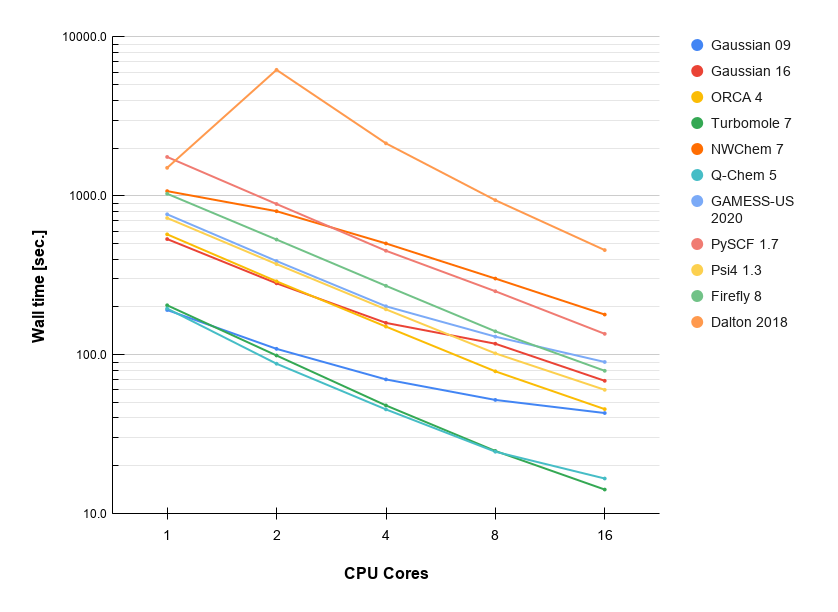 10000.0
1000.0
100.0
10.0
Wall time [sec.]
1 2 4 8 16
CPU Cores
Gaussian 09
Gaussian 16
ORCA 4
Turbomole 7
NWChem 7
Q-Chem 5
GAMESS-US
2020
PySCF 1.7
Psi4 1.3
Firefly 8
Dalton 2018